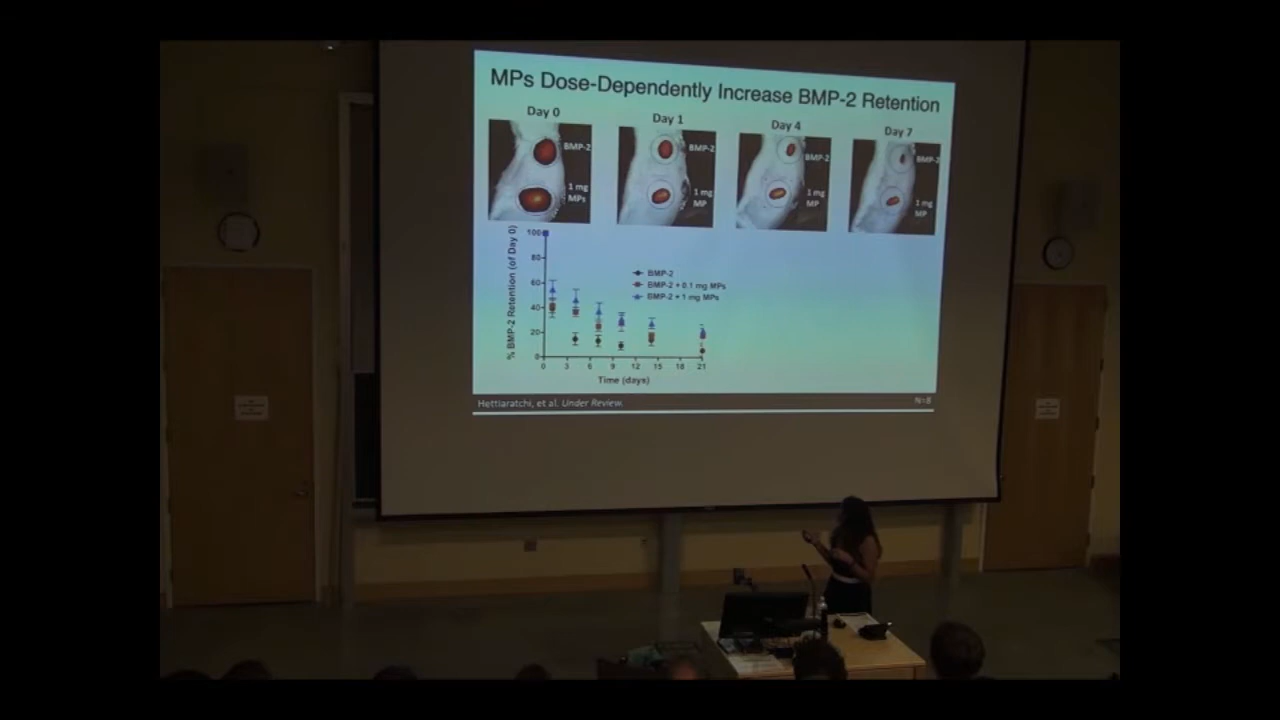 MPs Dose-Dependently Increase BMP-2 Retention
Day 0
Day 1
Day 4
Day 7
BMP-2
1 mg
MPs
BMP-2
1 mg
MP
BMP-2
1 mg
MP
BMP-2
1 mg
MP
% BMP-2 Retention (of Day 0)
100
80
60
40
20
0
BMP-2
BMP-2 + 0.1 mg MPs
BMP-2 + 1 mg MPs
0 3 6 9 12 15 18 21
Time (days)
Hettiaratchi, et al. Under Review.
N=8